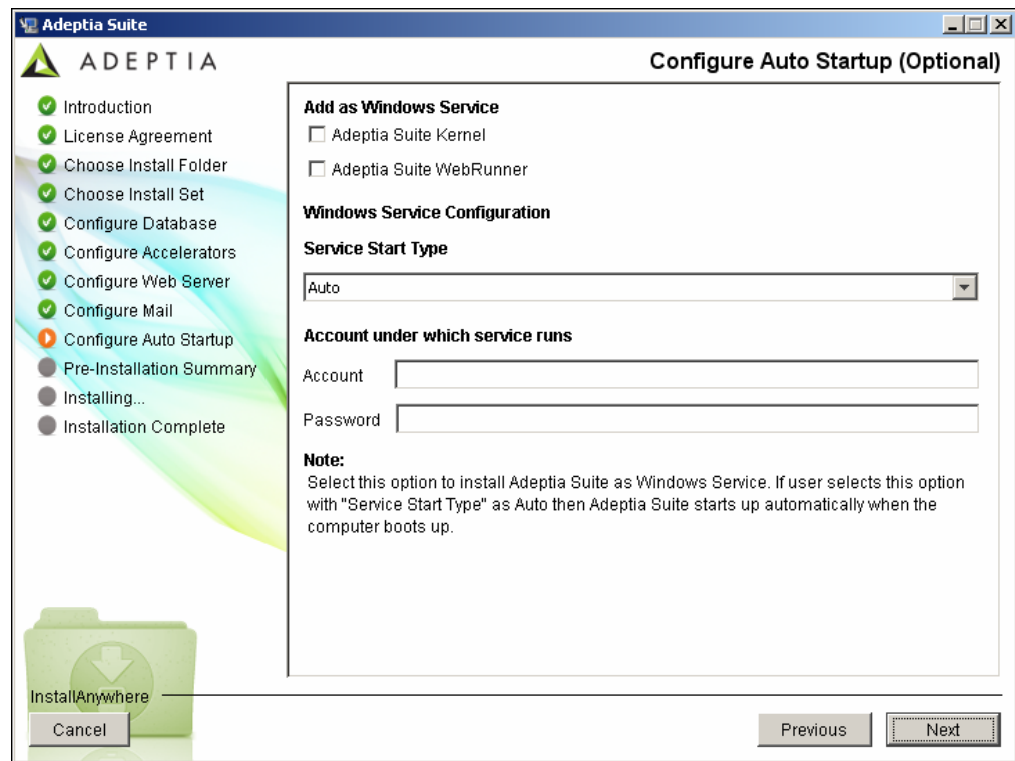 Adeptia Suite
ADEPTIA
Configure Auto Startup (Optional)
Introduction
License Agreement
Choose Install Folder
Choose Install Set
Configure Database
Configure Accelerators
Configure Web Server
Configure Mail
Configure Auto Startup
Pre-Installation Summary
Installing...
Installation Complete
Add as Windows Service
Adeptia Suite Kernel
Adeptia Suite WebRunner
Windows Service Configuration
Service Start Type
Auto
Account under which service runs
Account
Password
Note:
Select this option to install Adeptia Suite as Windows Service. If user selects this option
with "Service Start Type" as Auto then Adeptia Suite starts up automatically when the
computer boots up.
InstallAnywhere
Cancel
Previous
Next